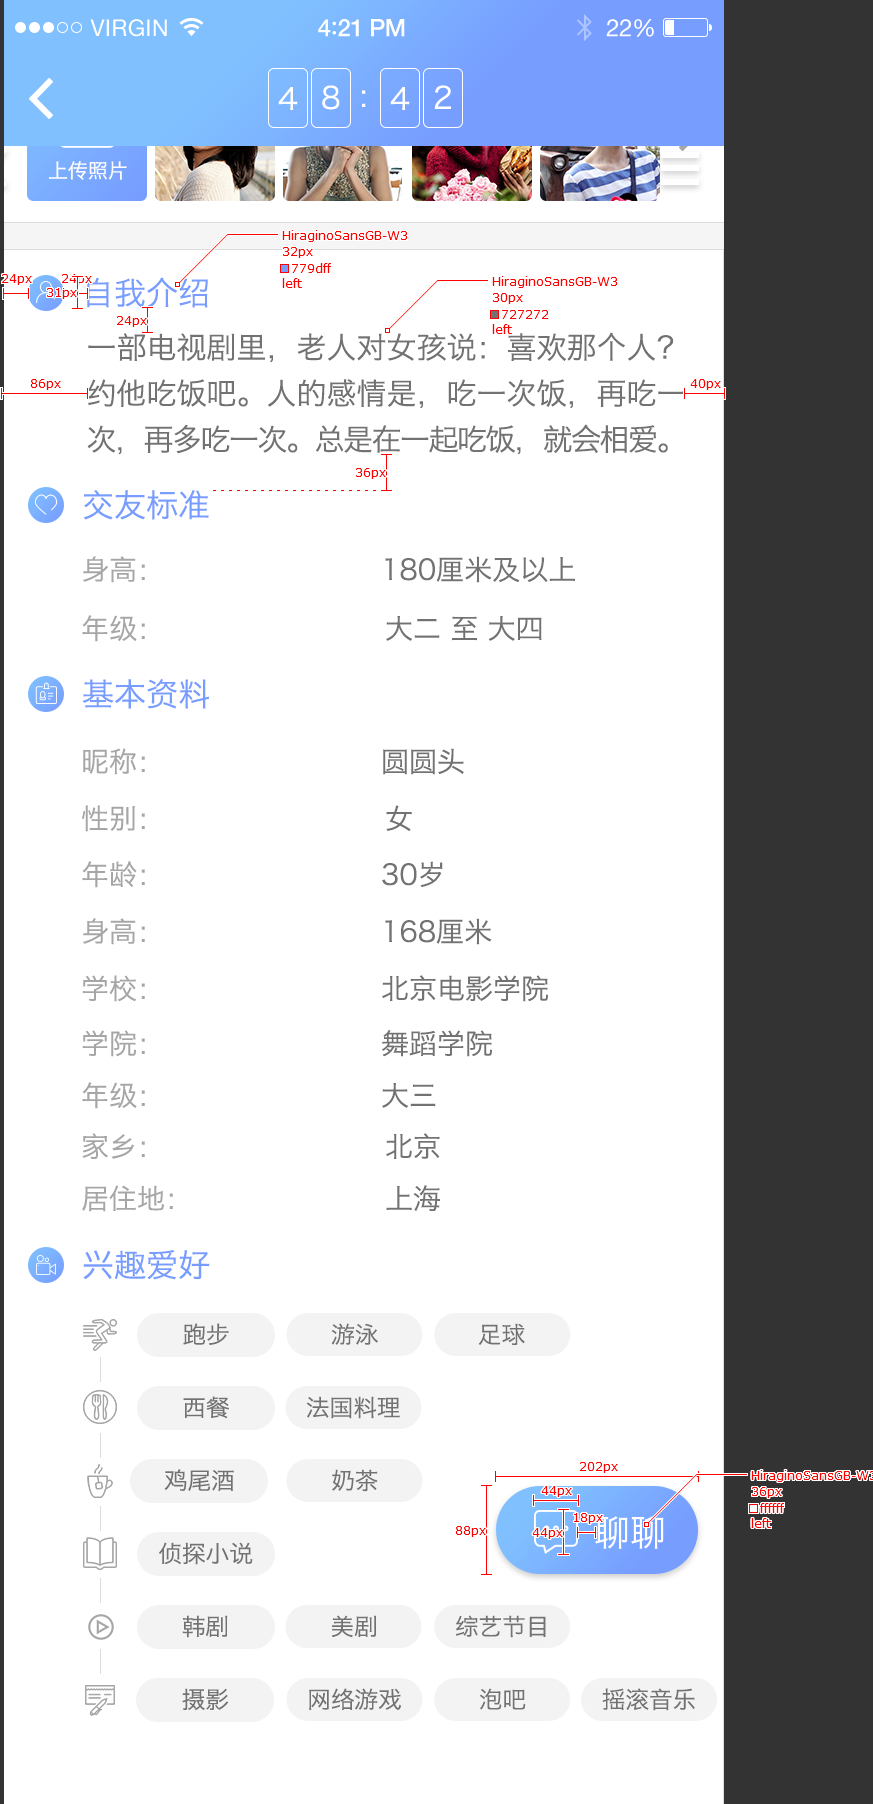 VIRGIN 4:21 PM 22%
48:42
上传照片
HiraginoSansGB-W3
32px
779dff
left
HiraginoSansGB-W3
30px
727272
left
24px 24px
31px
自我介绍
24px
一部电视剧里，老人对女孩说：喜欢那个人？
86px
40px
约他吃饭吧。人的感情是，吃一次饭，再吃一
次，再多吃一次。总是在一起吃饭，就会相爱。
36px
交友标准
身高： 180厘米及以上
年级： 大二 至 大四
基本资料
昵称： 圆圆头
性别： 女
年龄： 30岁
身高： 168厘米
学校： 北京电影学院
学院： 舞蹈学院
年级： 大三
家乡： 北京
居住地： 上海
兴趣爱好
跑步 游泳 足球
西餐 法国料理
鸡尾酒 奶茶
202px
HiraginoSansGB-W3
36px
ffffff
left
44px
18px
88px
44px
聊聊
侦探小说
韩剧 美剧 综艺节目
摄影 网络游戏 泡吧 摇滚音乐